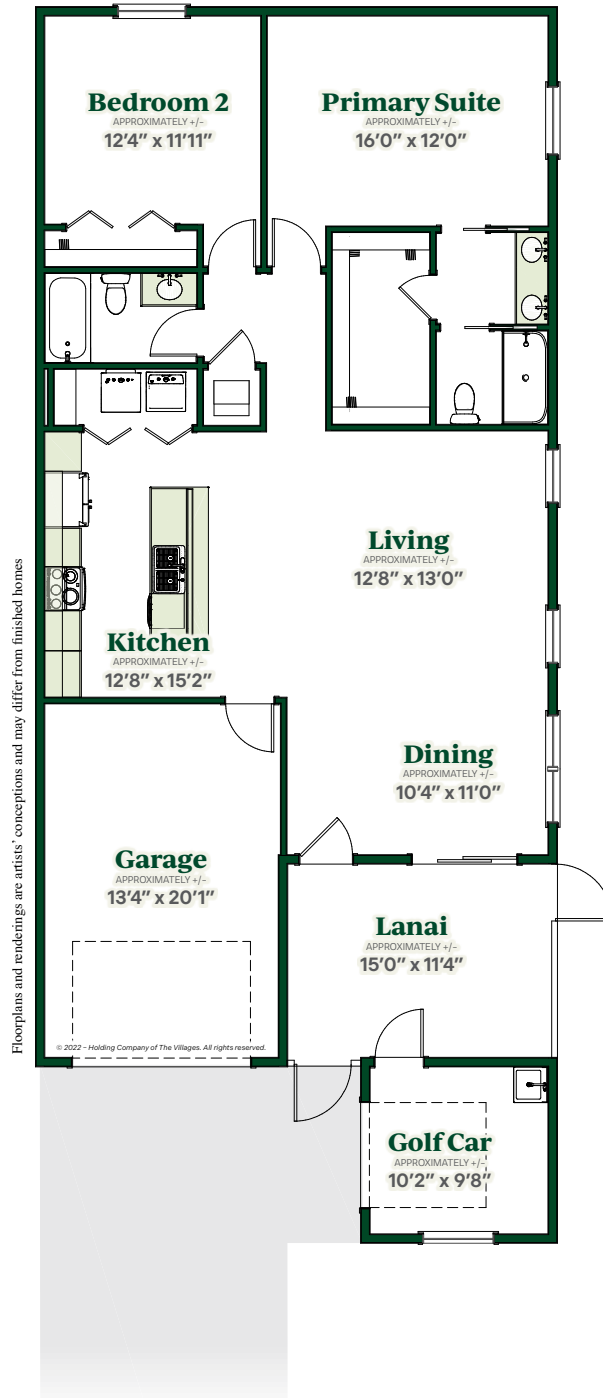 Bedroom 2
APPROXIMATELY +/-
12’4” x 11’11”
Primary Suite
APPROXIMATELY +/-
16’0” x 12’0”
Living
APPROXIMATELY +/-
12’8” x 13’0”
Kitchen
APPROXIMATELY +/-
12’8” x 15’2”
Dining
APPROXIMATELY +/-
10’4” x 11’0”
Garage
APPROXIMATELY +/-
13’4” x 20’1”
Lanai
APPROXIMATELY +/-
15’0” x 11’4”
© 2022 – Holding Company of The Villages. All rights reserved.
Golf Car
APPROXIMATELY +/-
10’2” x 9’8”
Floorplans and renderings are artists’ conceptions and may differ from finished homes